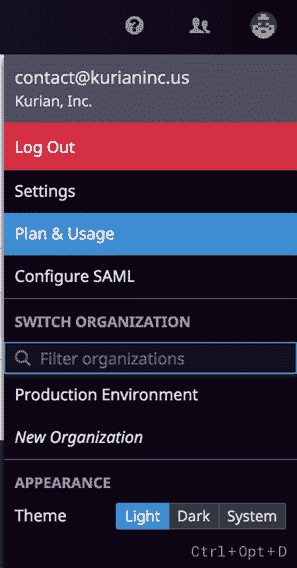 contact@kurianinc.us
Kurian, Inc.
Log Out
Settings
Plan & Usage
Configure SAML
SWITCH ORGANIZATION
Filter organizations
Production Environment
New Organization
APPEARANCE
Theme Light Dark System
Ctrl+Opt+D